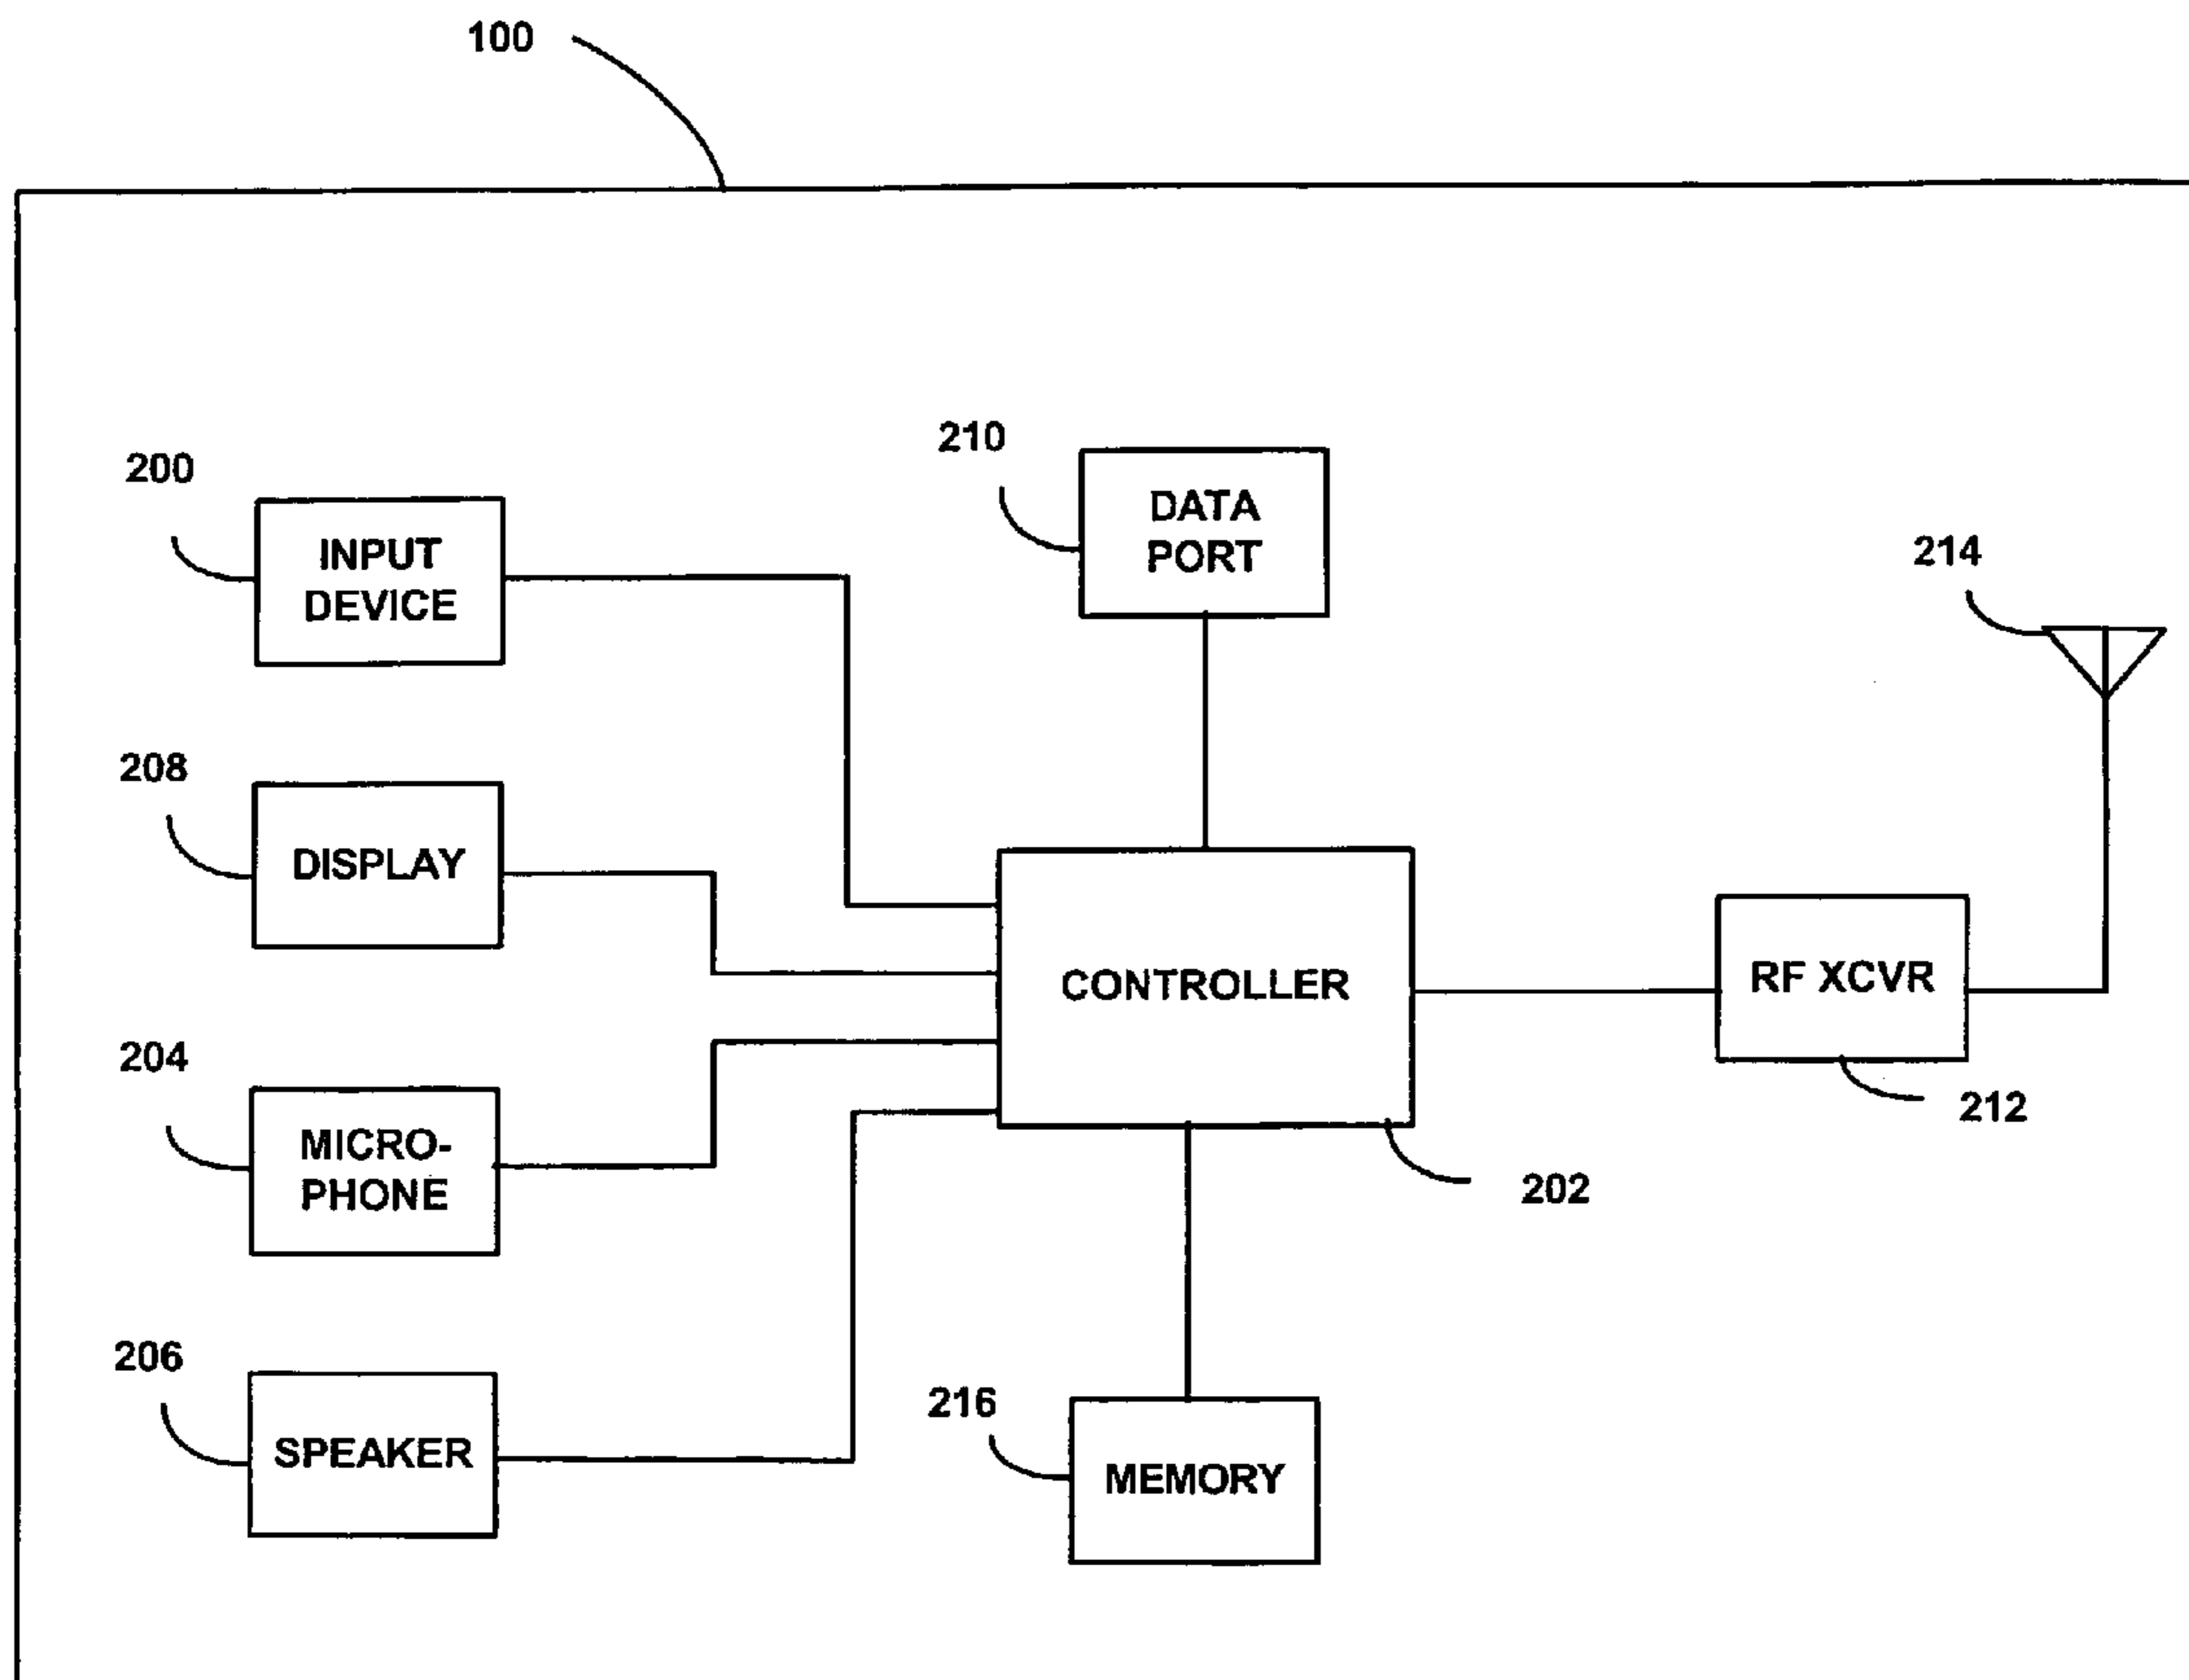 100
210
DATA
PORT
200
INPUT
DEVICE
214
208
DISPLAY
CONTROLLER
RF XCVR
204
MICRO-
PHONE
212
202
206
SPEAKER
216
MEMORY